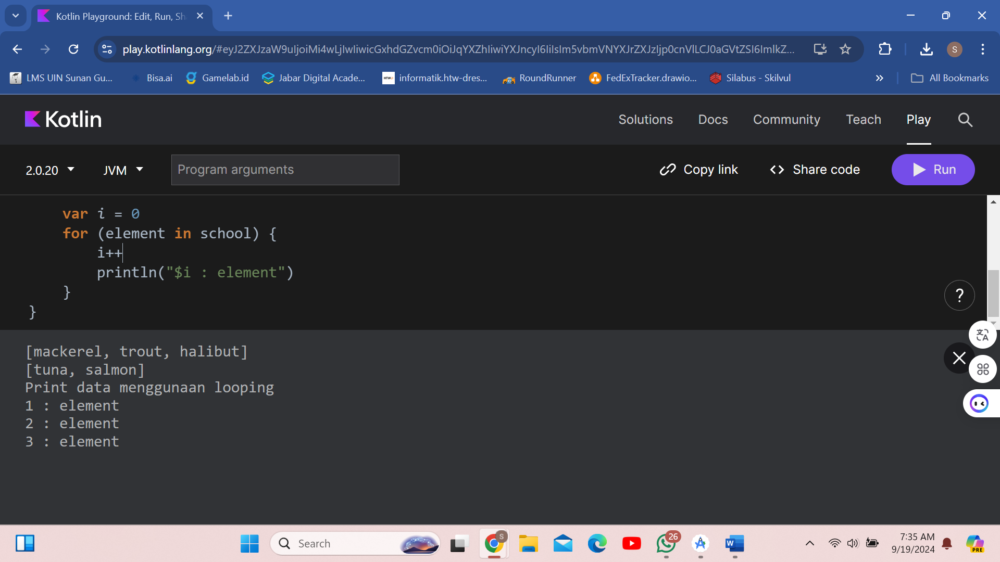 Kotlin Playground: Edit, Run, Sh
play.kotlinlang.org/#eyJ2ZXJzaW9uIjoiMi4wLjIwIiwicGxhdGZvcm0iOiJqYXZhIiwiYXJncyI6IiIsIm5vbmVNYXJrZXJzIjp0cnVlLCJ0aGVtZSI6ImlkZ...
S
LMS UIN Sunan Gu...
Bisa.ai
Gamelab.id
Jabar Digital Acade...
HTW
informatik.htw-dres...
RoundRunner
FedExTracker.drawio...
Silabus - Skilvul
All Bookmarks
Kotlin
Solutions
Docs
Community
Teach
Play
2.0.20
JVM
Program arguments
Copy link
<> Share code
Run
var i = 0
for (element in school) {
i++
println("$i : element")
}
}
?
[mackerel, trout, halibut]
[tuna, salmon]
Print data menggunaan looping
1 : element
2 : element
3 : element
Search
S
26
W
7:35 AM
9/19/2024
PRE